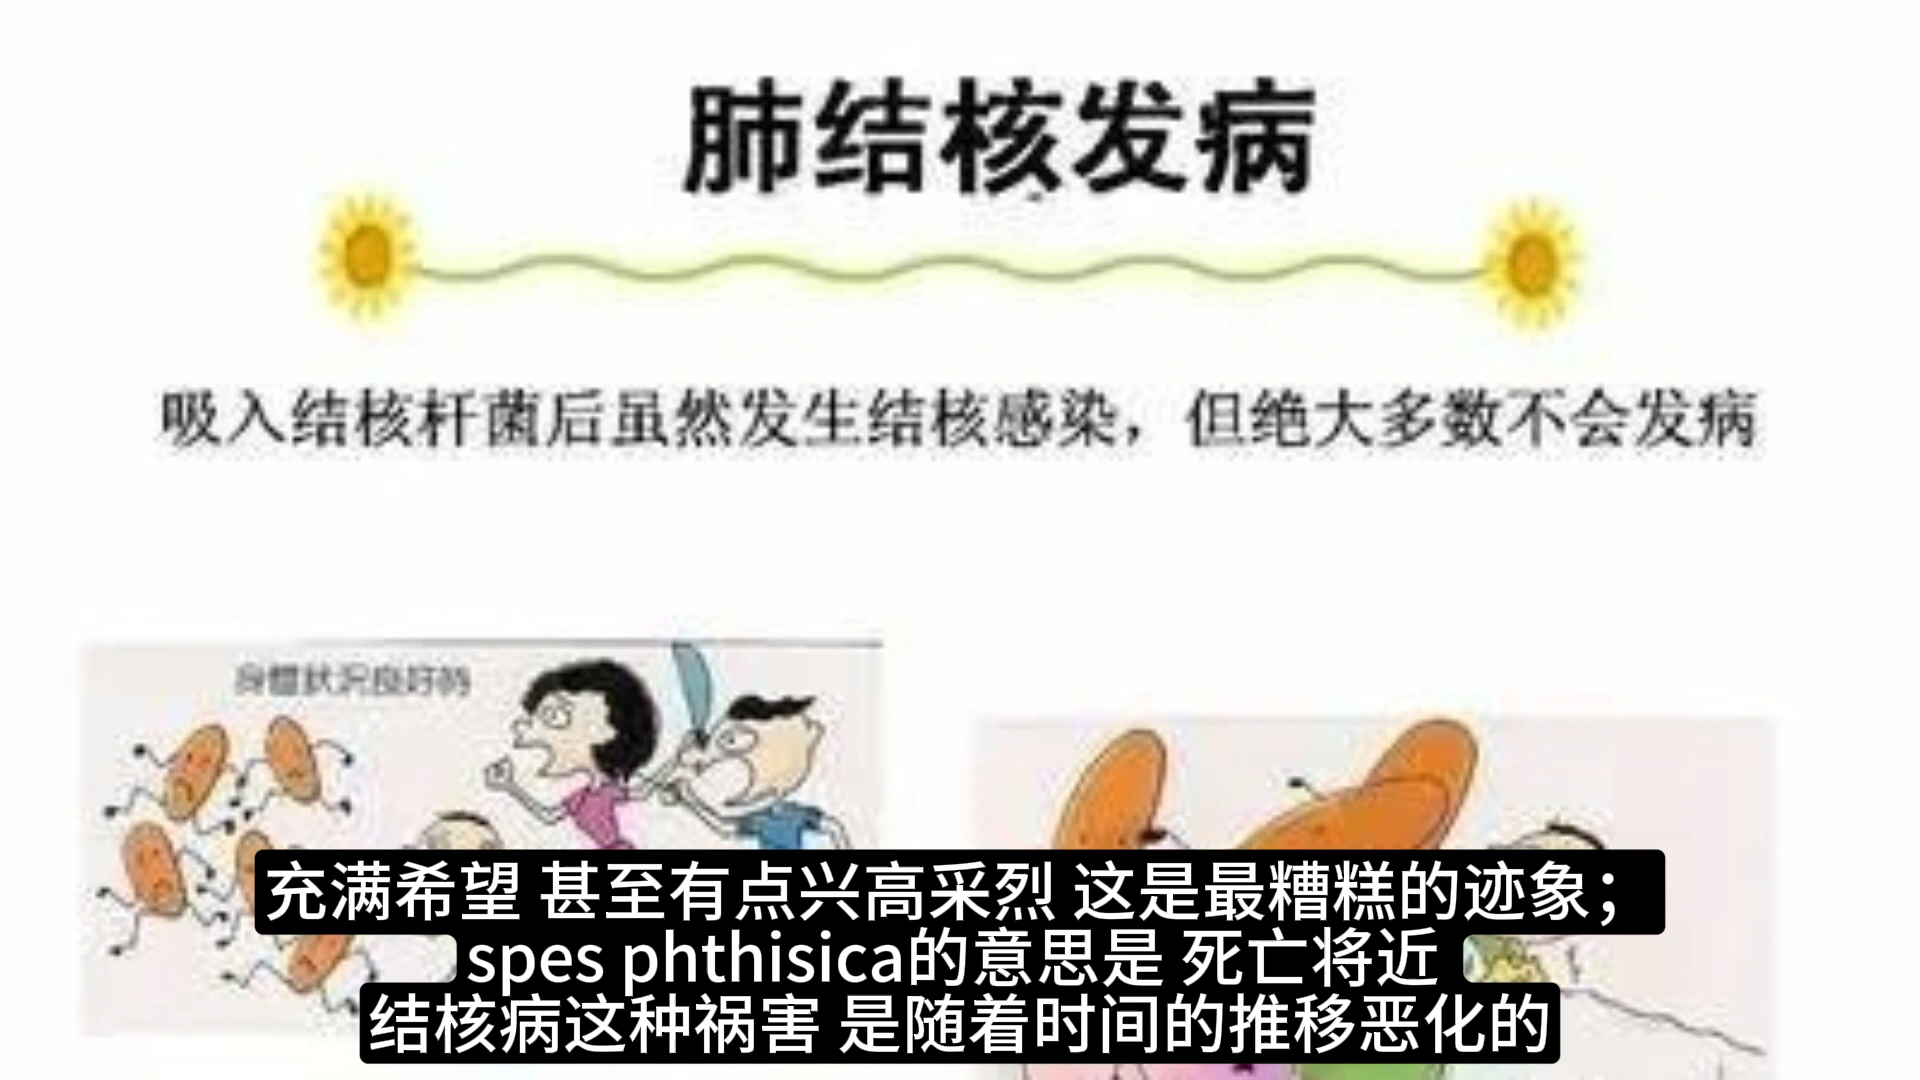 肺结核发病
吸入结核杆菌后虽然发生结核感染，但绝大多数不会发病
身體狀況良好時
充满希望 甚至有点兴高采烈 这是最糟糕的迹象；
spes phthisica的意思是 死亡将近
结核病这种祸害 是随着时间的推移恶化的